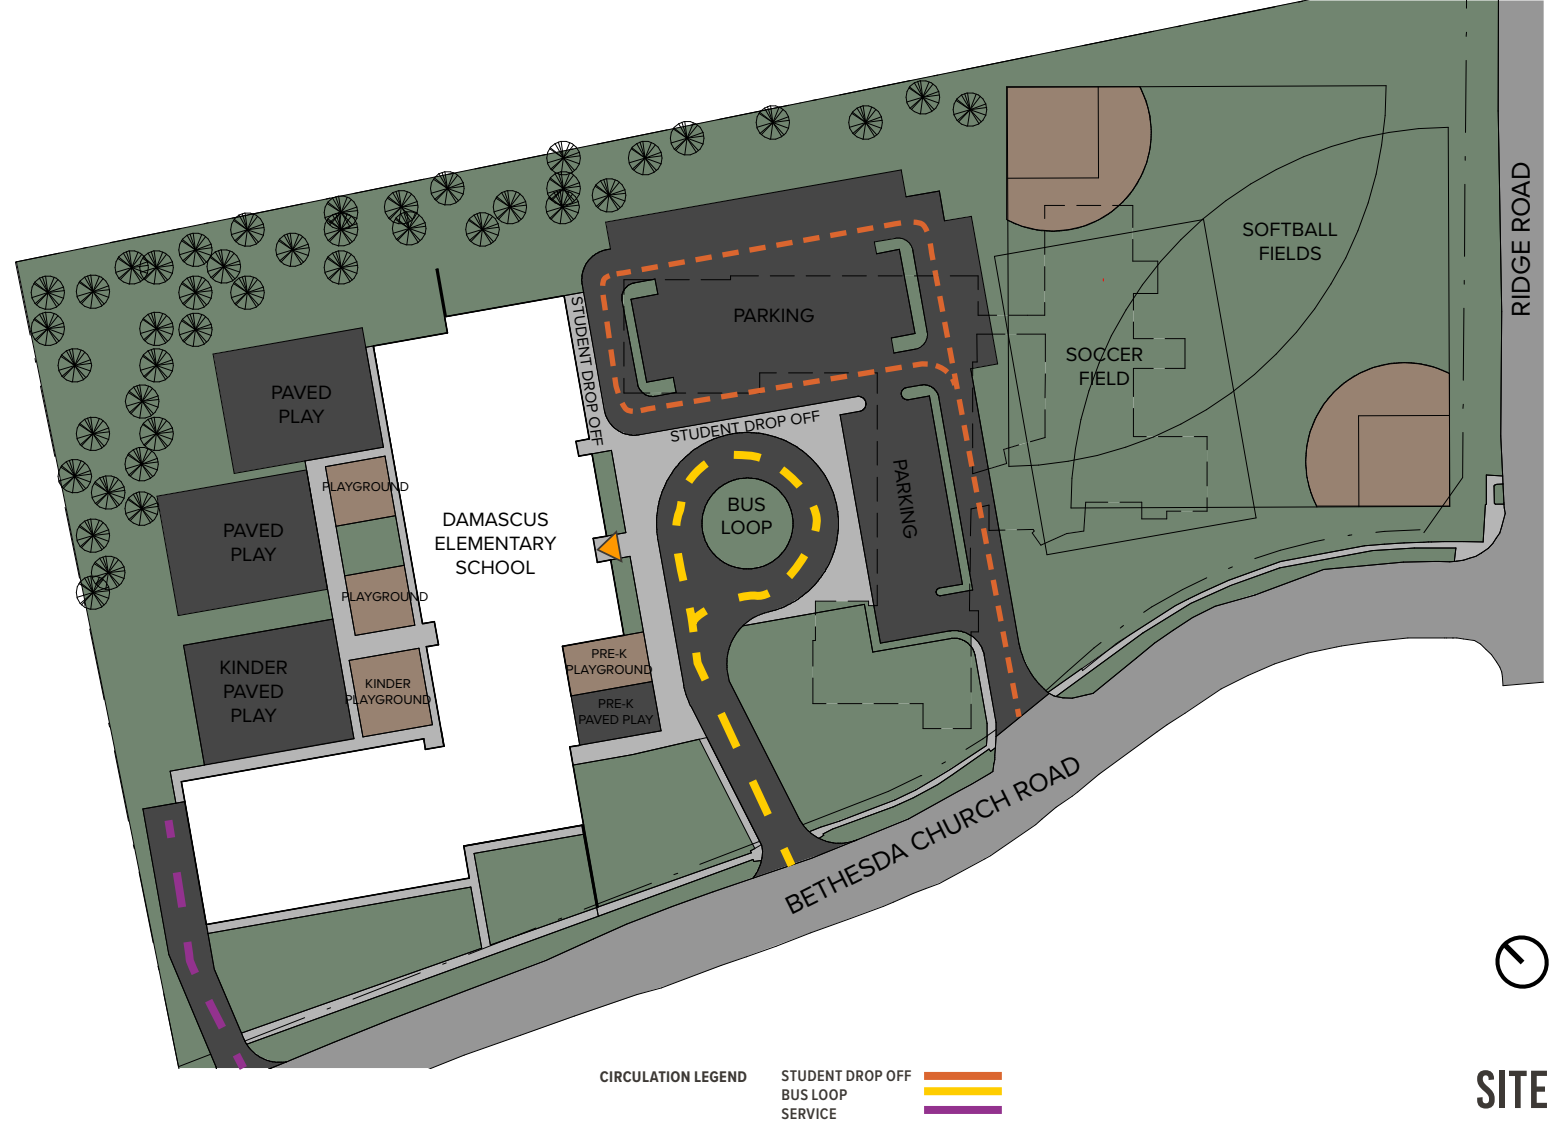 SOFTBALL
FIELDS
RIDGE ROAD
PARKING
SOCCER
FIELD
STUDENT DROP OFF
STUDENT DROP OFF
PAVED
PLAY
PLAYGROUND
PARKING
BUS
LOOP
DAMASCUS
ELEMENTARY
SCHOOL
PAVED
PLAY
PLAYGROUND
PRE-K
PLAYGROUND
KINDER
PAVED
PLAY
KINDER
PLAYGROUND
PRE-K
PAVED PLAY
BETHESDA CHURCH ROAD
CIRCULATION LEGEND
STUDENT DROP OFF
BUS LOOP
SERVICE
SITE